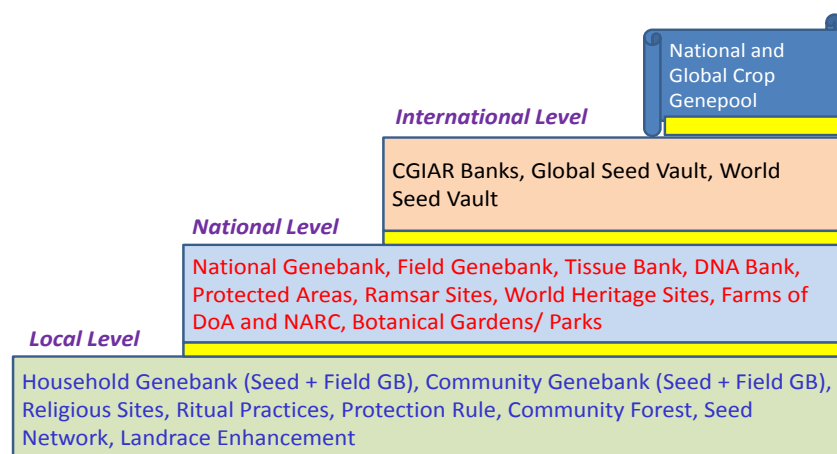 National and
Global Crop
Genepool
International Level
CGIAR Banks, Global Seed Vault, World
Seed Vault
National Level
National Genebank, Field Genebank, Tissue Bank, DNA Bank,
Protected Areas, Ramsar Sites, World Heritage Sites, Farms of
DoA and NARC, Botanical Gardens/ Parks
Local Level
Household Genebank (Seed + Field GB), Community Genebank (Seed + Field GB),
Religious Sites, Ritual Practices, Protection Rule, Community Forest, Seed
Network, Landrace Enhancement